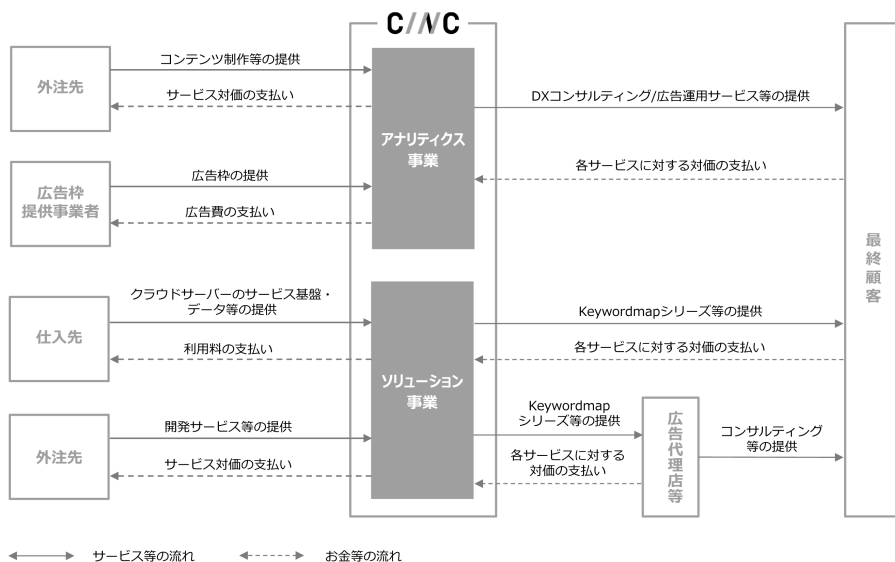 CINC
外注先
コンテンツ制作等の提供
サービス対価の支払い
アナリティクス
事業
DXコンサルティング/広告運用サービス等の提供
各サービスに対する対価の支払い
広告枠
提供事業者
広告枠の提供
広告費の支払い
最終顧客
仕入先
クラウドサーバーのサービス基盤・
データ等の提供
利用料の支払い
ソリューション
事業
Keywordmapシリーズ等の提供
各サービスに対する対価の支払い
外注先
開発サービス等の提供
サービス対価の支払い
Keywordmap
シリーズ等の提供
各サービスに対する
対価の支払い
広告代理店等
コンサルティング
等の提供
サービス等の流れ
お金等の流れ